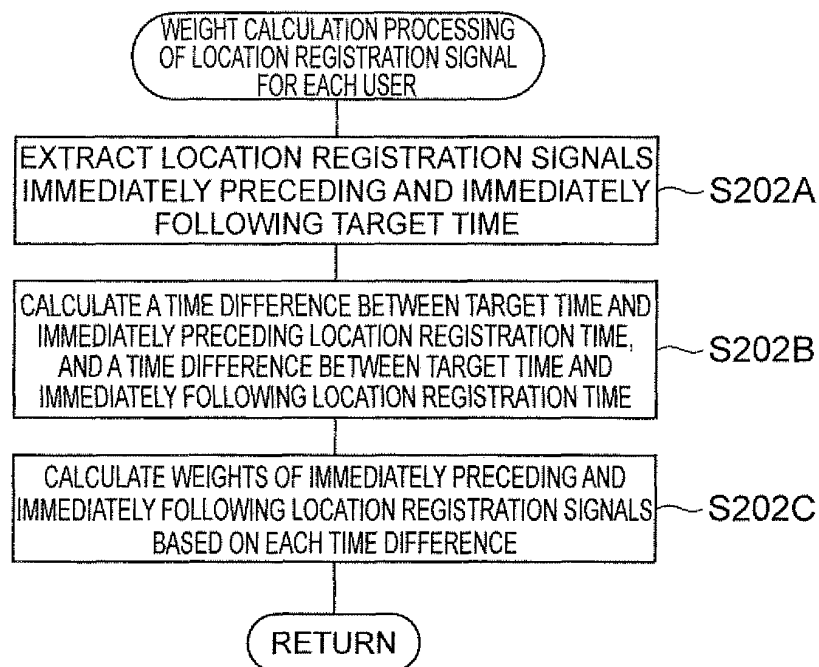 WEIGHT CALCULATION PROCESSING
OF LOCATION REGISTRATION SIGNAL
FOR EACH USER
EXTRACT LOCATION REGISTRATION SIGNALS
IMMEDIATELY PRECEDING AND IMMEDIATELY
FOLLOWING TARGET TIME
S202A
CALCULATE A TIME DIFFERENCE BETWEEN TARGET TIME AND
IMMEDIATELY PRECEDING LOCATION REGISTRATION TIME,
AND A TIME DIFFERENCE BETWEEN TARGET TIME AND
IMMEDIATELY FOLLOWING LOCATION REGISTRATION TIME
S202B
CALCULATE WEIGHTS OF IMMEDIATELY PRECEDING AND
IMMEDIATELY FOLLOWING LOCATION REGISTRATION SIGNALS
BASED ON EACH TIME DIFFERENCE
S202C
RETURN